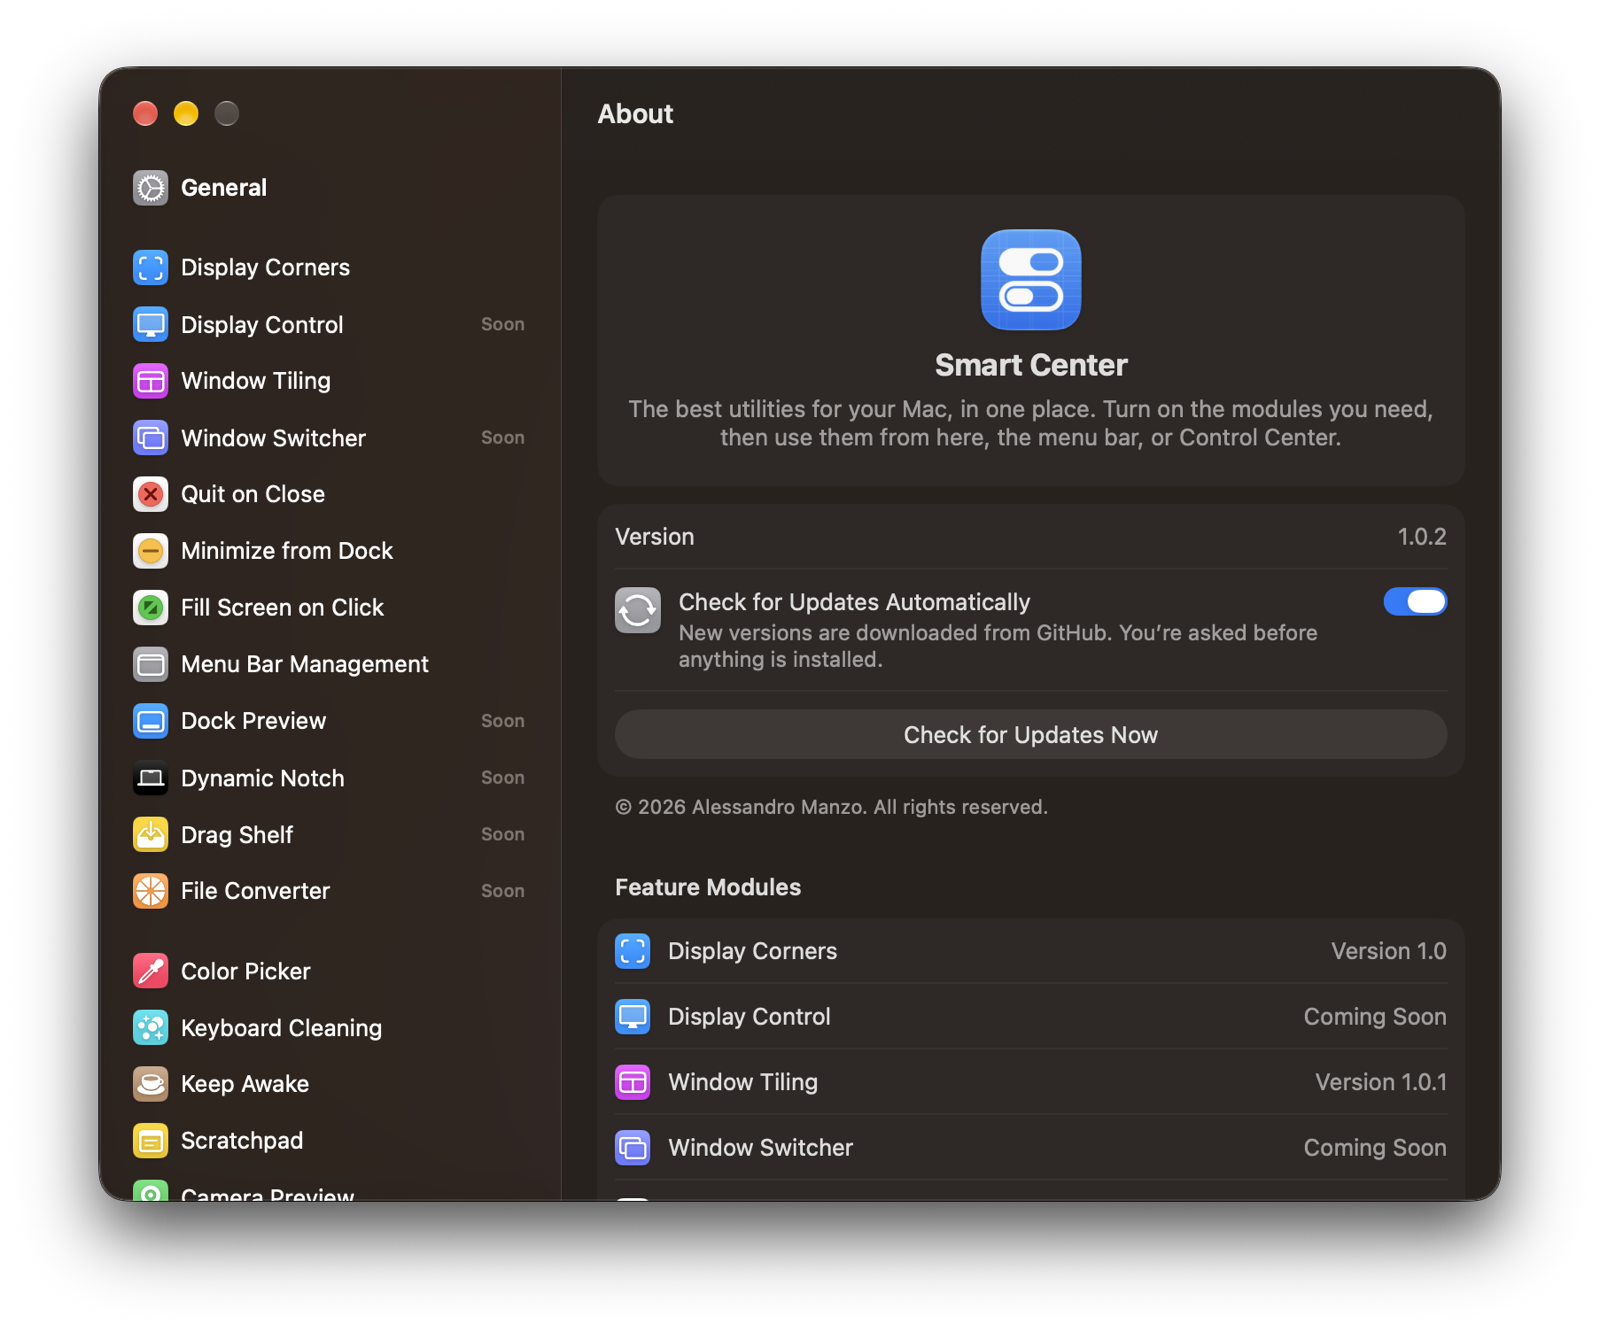 General
Display Corners
Display Control Soon
Window Tiling
Window Switcher Soon
Quit on Close
Minimize from Dock
Fill Screen on Click
Menu Bar Management
Dock Preview Soon
Dynamic Notch Soon
Drag Shelf Soon
File Converter Soon
Color Picker
Keyboard Cleaning
Keep Awake
Scratchpad
Camera Preview
About
Smart Center
The best utilities for your Mac, in one place. Turn on the modules you need,
then use them from here, the menu bar, or Control Center.
Version 1.0.2
Check for Updates Automatically
New versions are downloaded from GitHub. You’re asked before
anything is installed.
Check for Updates Now
© 2026 Alessandro Manzo. All rights reserved.
Feature Modules
Display Corners Version 1.0
Display Control Coming Soon
Window Tiling Version 1.0.1
Window Switcher Coming Soon